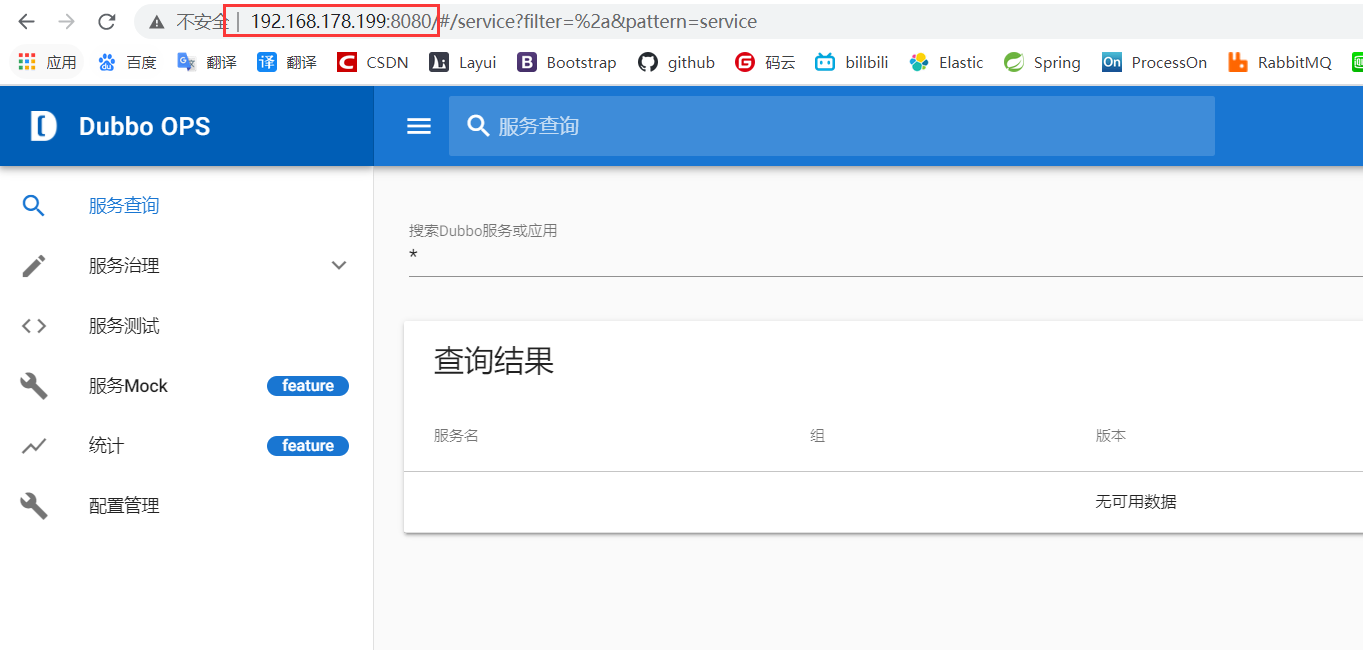 不安全 | 192.168.178.199:8080/#/service?filter=%2a&pattern=service
应用 百度 翻译 翻译 CSDN Layui Bootstrap github 码云 bilibili Elastic Spring ProcessOn RabbitMQ
Dubbo OPS
服务查询
服务查询
服务治理
服务测试
服务Mock feature
统计 feature
配置管理
搜索Dubbo服务或应用
*
查询结果
服务名 组 版本
无可用数据